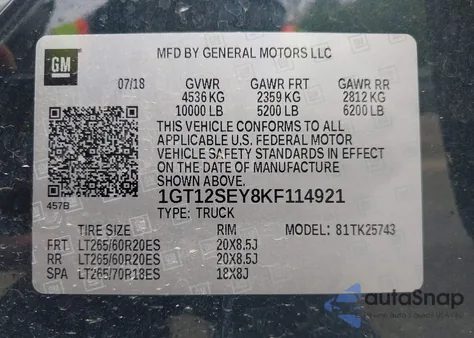 GM
MFD BY GENERAL MOTORS LLC
07/18 GVWR GAWR FRT GAWR RR
4536 KG 2359 KG 2812 KG
10000 LB 5200 LB 6200 LB
THIS VEHICLE CONFORMS TO ALL
APPLICABLE U.S. FEDERAL MOTOR
VEHICLE SAFETY STANDARDS IN EFFECT
ON THE DATE OF MANUFACTURE
SHOWN ABOVE.
457B
1GT12SEY8KF114921
TYPE: TRUCK
TIRE SIZE RIM MODEL: 81TK25743
FRT LT265/60R20ES 20X8.5J
RR LT265/60R20ES 20X8.5J
SPA LT265/70R18ES 18X8J
autoSnap